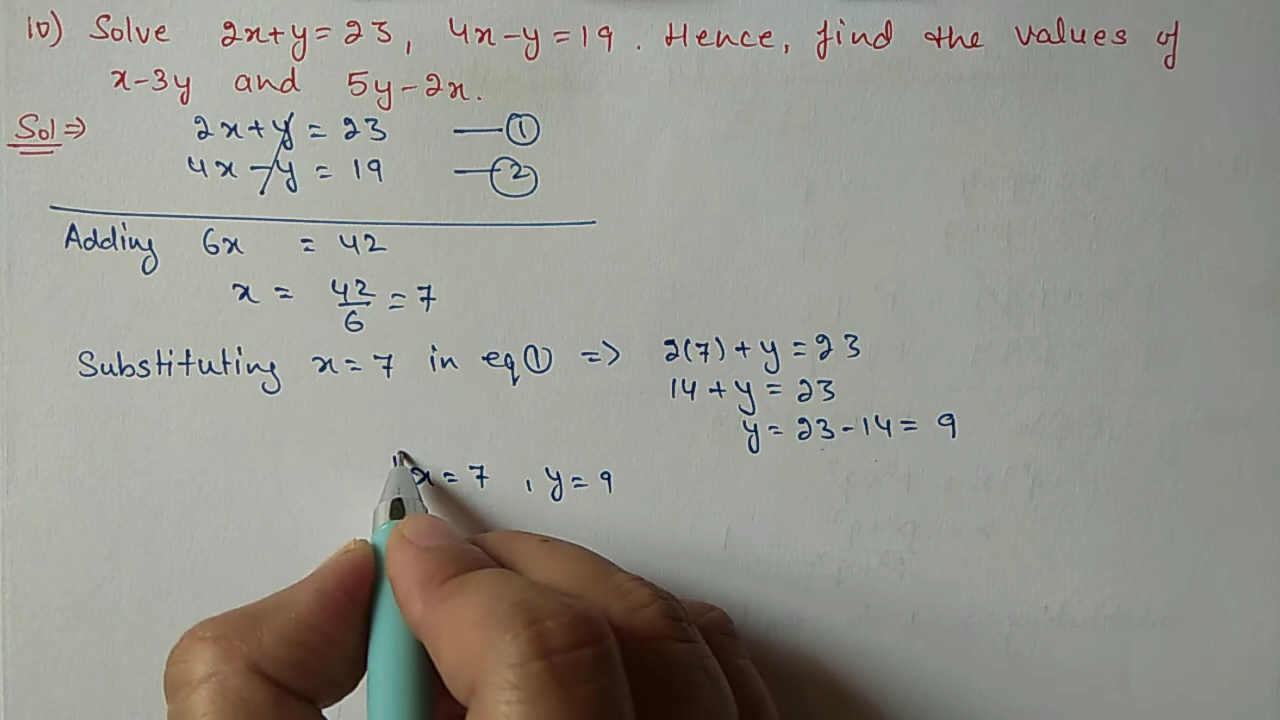 10) Solve 2x+y=23, 4x-y=19. Hence, find the values of
x-3y and 5y-2x.
Sol⇒ 2x+y = 23 —①
4x-y = 19 —②
Adding 6x = 42
x = 42/6 = 7
Substituting x=7 in eq① => 2(7)+y=23
14+y=23
y=23-14=9
x=7 , y=9